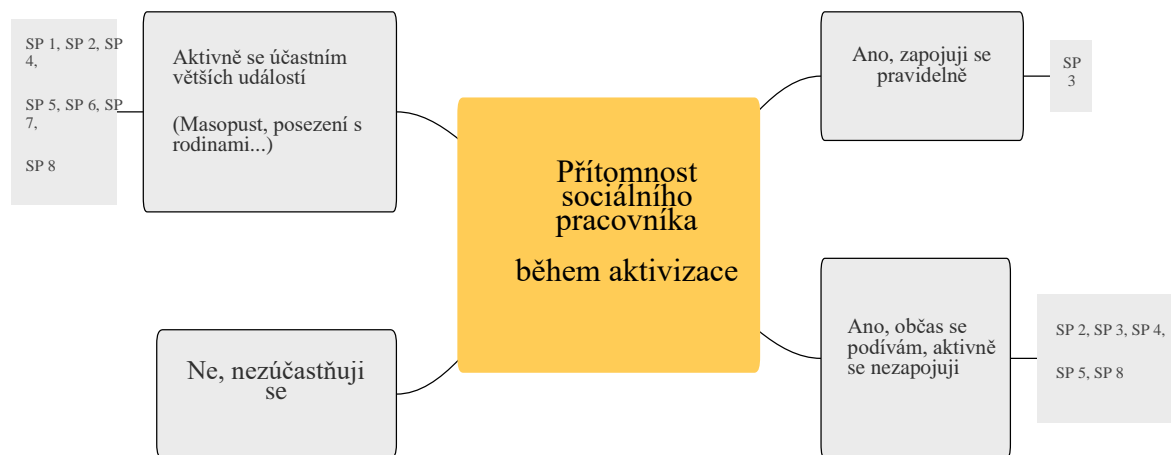 SP 1, SP 2, SP
4,
SP 5, SP 6, SP
7,
SP 8
Aktivně se účastním
větších událostí
(Masopust, posezení s
rodinami...)
Ne, nezúčastňuji
se
Přítomnost
sociálního
pracovníka
během aktivizace
Ano, zapojuji se
pravidelně
SP
3
Ano, občas se
podívám, aktivně
se nezapojuji
SP 2, SP 3, SP 4,
SP 5, SP 8